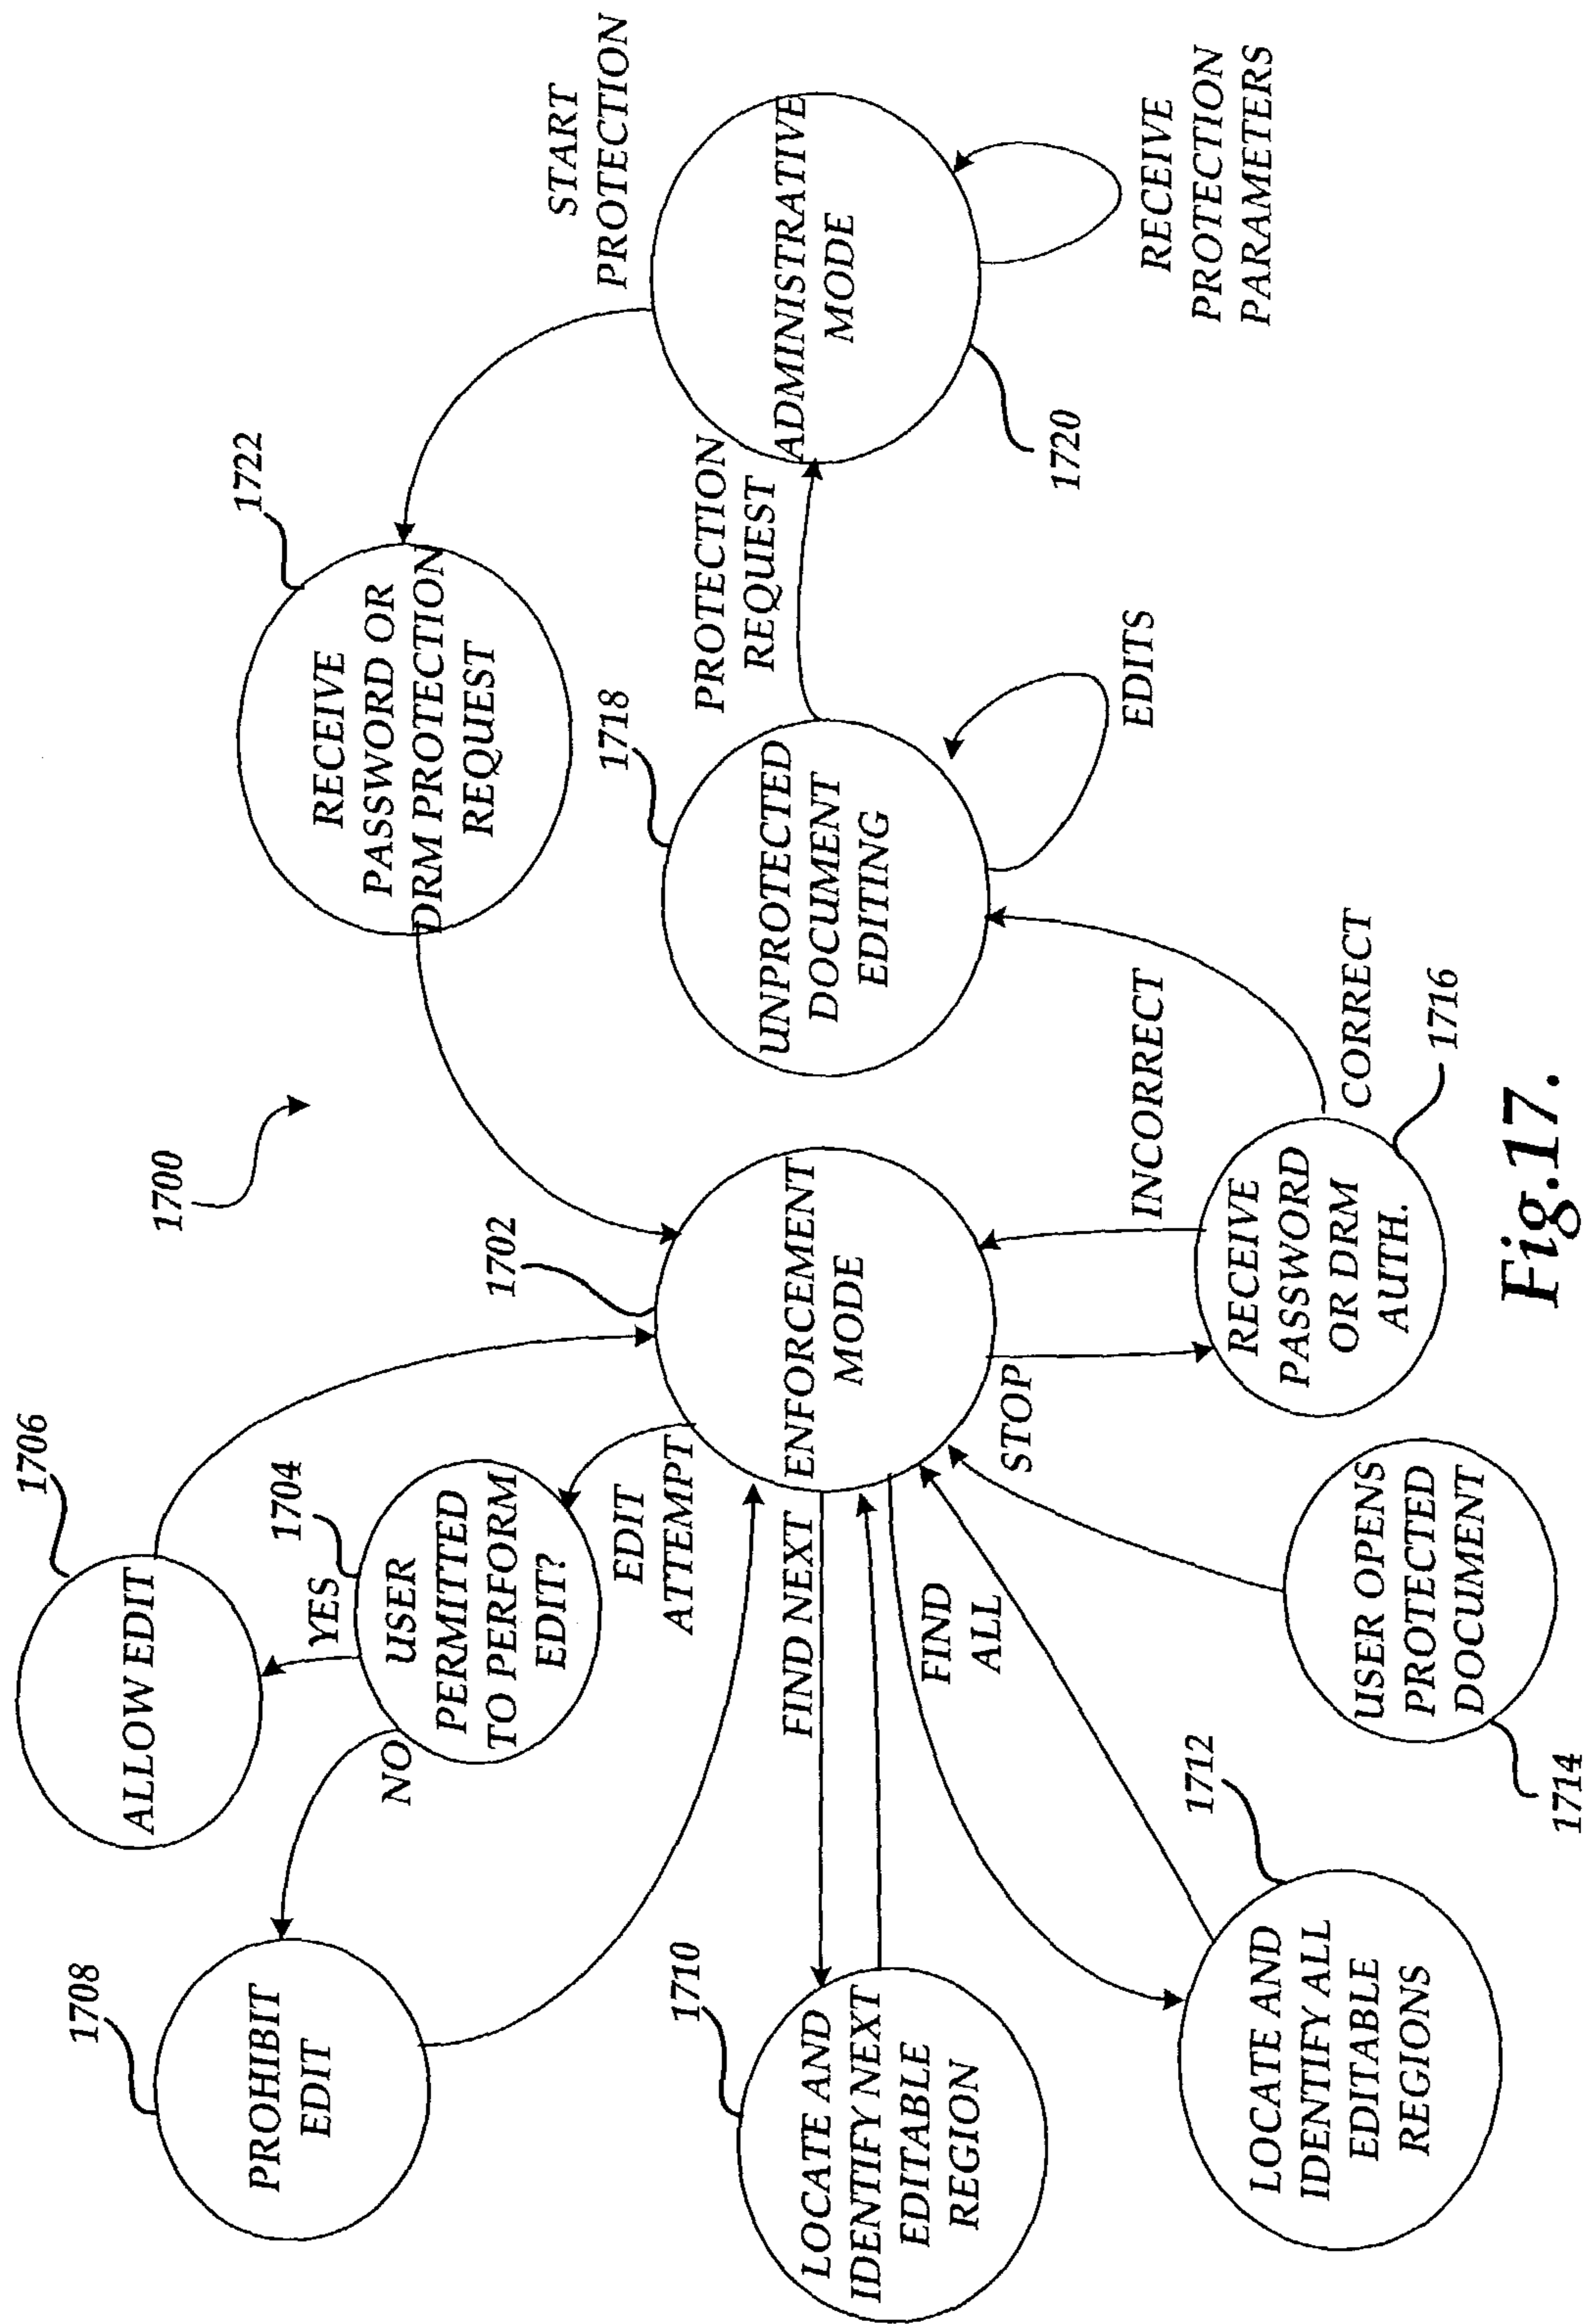 1700
1708
PROHIBIT
EDIT
1706
ALLOW EDIT
YES
NO
1704
USER
PERMITTED
TO PERFORM
EDIT?
EDIT
ATTEMPT
1702
ENFORCEMENT
MODE
1722
RECEIVE
PASSWORD OR
DRM PROTECTION
REQUEST
START
PROTECTION
1710
LOCATE AND
IDENTIFY NEXT
EDITABLE
REGION
FIND NEXT
FIND
ALL
STOP
1718
UNPROTECTED
DOCUMENT
EDITING
EDITS
PROTECTION
REQUEST
ADMINISTRATIVE
MODE
1720
RECEIVE
PROTECTION
PARAMETERS
1712
LOCATE AND
IDENTIFY ALL
EDITABLE
REGIONS
USER OPENS
PROTECTED
DOCUMENT
1714
RECEIVE
PASSWORD
OR DRM
AUTH.
INCORRECT
CORRECT
1716
Fig.17.